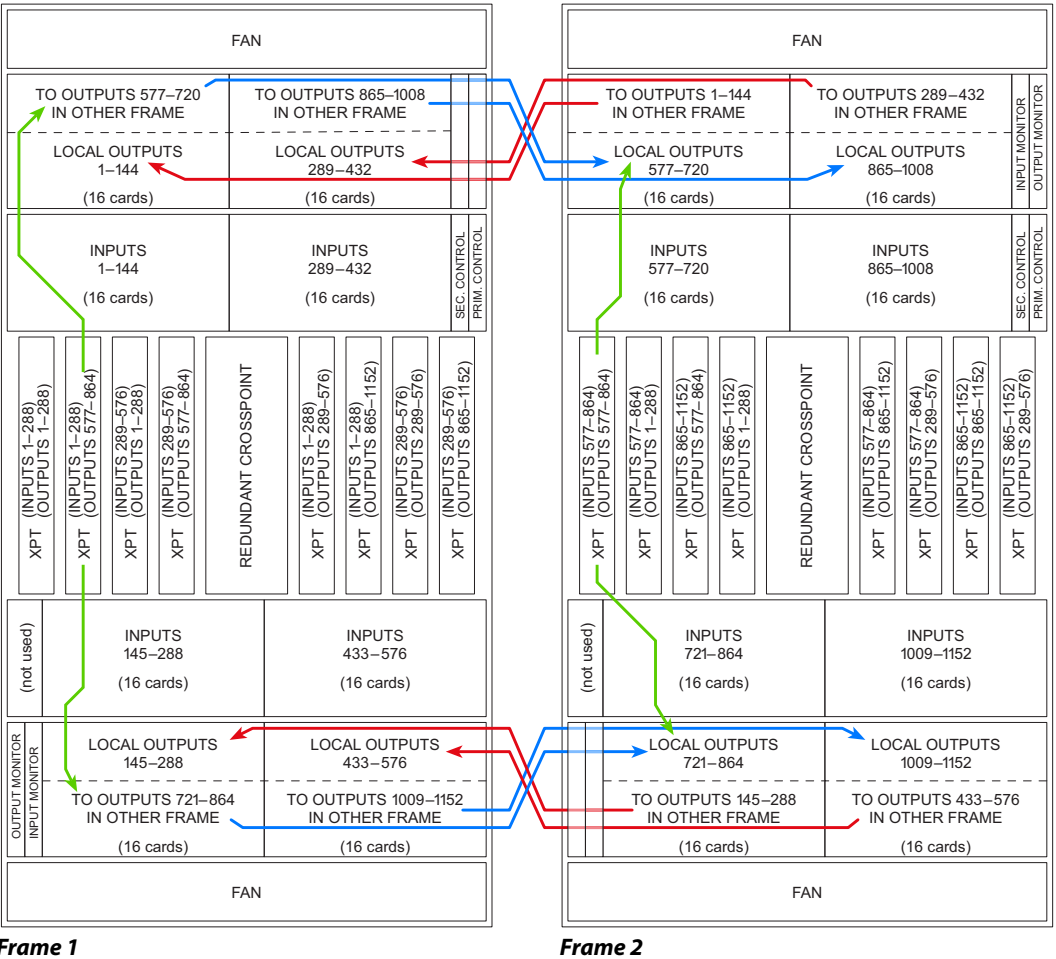 FAN
TO OUTPUTS 577–720
IN OTHER FRAME
TO OUTPUTS 865–1008
IN OTHER FRAME
LOCAL OUTPUTS
1–144
(16 cards)
LOCAL OUTPUTS
289–432
(16 cards)
INPUTS
1–144
(16 cards)
INPUTS
289–432
(16 cards)
SEC. CONTROL
PRIM. CONTROL
XPT (INPUTS 1–288)
(OUTPUTS 1–288)
XPT (INPUTS 1–288)
(OUTPUTS 577–864)
XPT (INPUTS 289–576)
(OUTPUTS 1–288)
XPT (INPUTS 289–576)
(OUTPUTS 577–864)
REDUNDANT CROSSPOINT
XPT (INPUTS 1–288)
(OUTPUTS 289–576)
XPT (INPUTS 1–288)
(OUTPUTS 865–1152)
XPT (INPUTS 289–576)
(OUTPUTS 289–576)
XPT (INPUTS 289–576)
(OUTPUTS 865–1152)
(not used)
INPUTS
145–288
(16 cards)
INPUTS
433–576
(16 cards)
OUTPUT MONITOR
INPUT MONITOR
LOCAL OUTPUTS
145–288
LOCAL OUTPUTS
433–576
TO OUTPUTS 721–864
IN OTHER FRAME
(16 cards)
TO OUTPUTS 1009–1152
IN OTHER FRAME
(16 cards)
FAN
Frame 1
FAN
TO OUTPUTS 1–144
IN OTHER FRAME
TO OUTPUTS 289–432
IN OTHER FRAME
LOCAL OUTPUTS
577–720
(16 cards)
LOCAL OUTPUTS
865–1008
(16 cards)
INPUT MONITOR
OUTPUT MONITOR
INPUTS
577–720
(16 cards)
INPUTS
865–1008
(16 cards)
SEC. CONTROL
PRIM. CONTROL
XPT (INPUTS 577–864)
(OUTPUTS 577–864)
XPT (INPUTS 577–864)
(OUTPUTS 1–288)
XPT (INPUTS 865–1152)
(OUTPUTS 577–864)
XPT (INPUTS 865–1152)
(OUTPUTS 1–288)
REDUNDANT CROSSPOINT
XPT (INPUTS 577–864)
(OUTPUTS 865–1152)
XPT (INPUTS 577–864)
(OUTPUTS 289–576)
XPT (INPUTS 865–1152)
(OUTPUTS 865–1152)
XPT (INPUTS 865–1152)
(OUTPUTS 289–576)
(not used)
INPUTS
721–864
(16 cards)
INPUTS
1009–1152
(16 cards)
LOCAL OUTPUTS
721–864
LOCAL OUTPUTS
1009–1152
TO OUTPUTS 145–288
IN OTHER FRAME
(16 cards)
TO OUTPUTS 433–576
IN OTHER FRAME
(16 cards)
FAN
Frame 2